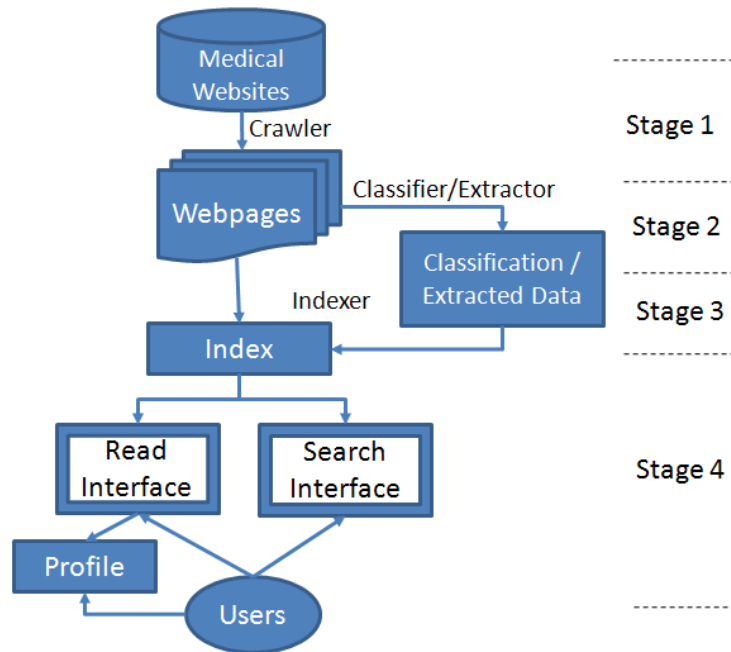 Medical
Websites
Crawler
Stage 1
Classifier/Extractor
Webpages
Stage 2
Classification /
Extracted Data
Indexer
Stage 3
Index
Read
Interface
Search
Interface
Stage 4
Profile
Users